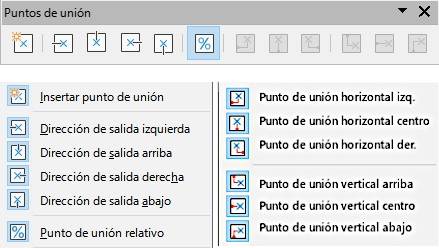 Puntos de unión
Insertar punto de unión
Dirección de salida izquierda
Dirección de salida arriba
Dirección de salida derecha
Dirección de salida abajo
Punto de unión relativo
Punto de unión horizontal izq.
Punto de unión horizontal centro
Punto de unión horizontal der.
Punto de unión vertical arriba
Punto de unión vertical centro
Punto de unión vertical abajo